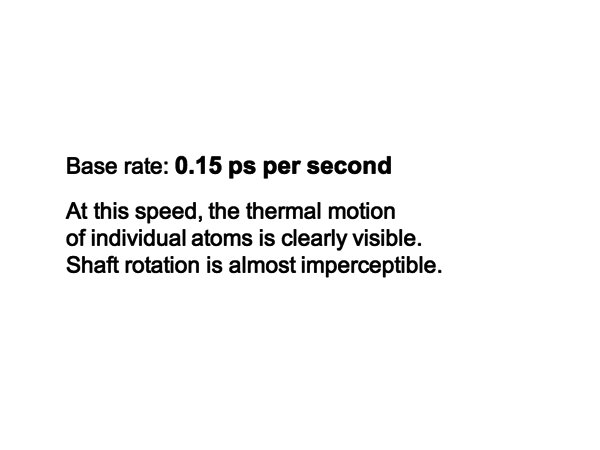 Base rate: 0.15 ps per second
At this speed, the thermal motion
of individual atoms is clearly visible.
Shaft rotation is almost imperceptible.